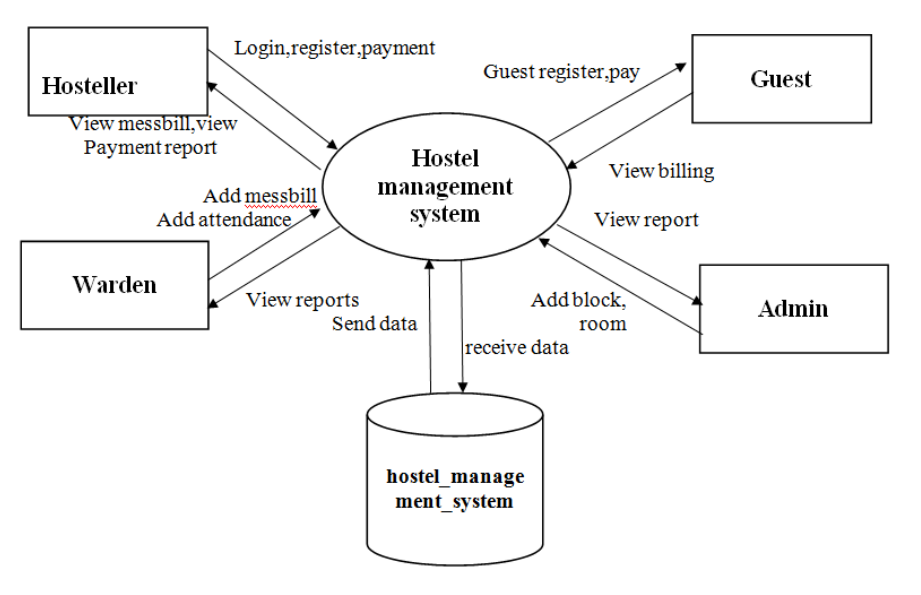 Login,register,payment
Hosteller
View messbill,view
Payment report
Guest register,pay
Guest
Hostel
management
system
View billing
Add messbill
Add attendance
View report
Warden
View reports
Send data
Add block,
room
Admin
receive data
hostel_manage
ment_system